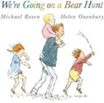 We're Going on a Bear Hunt
Michael Rosen Helen Oxenbury